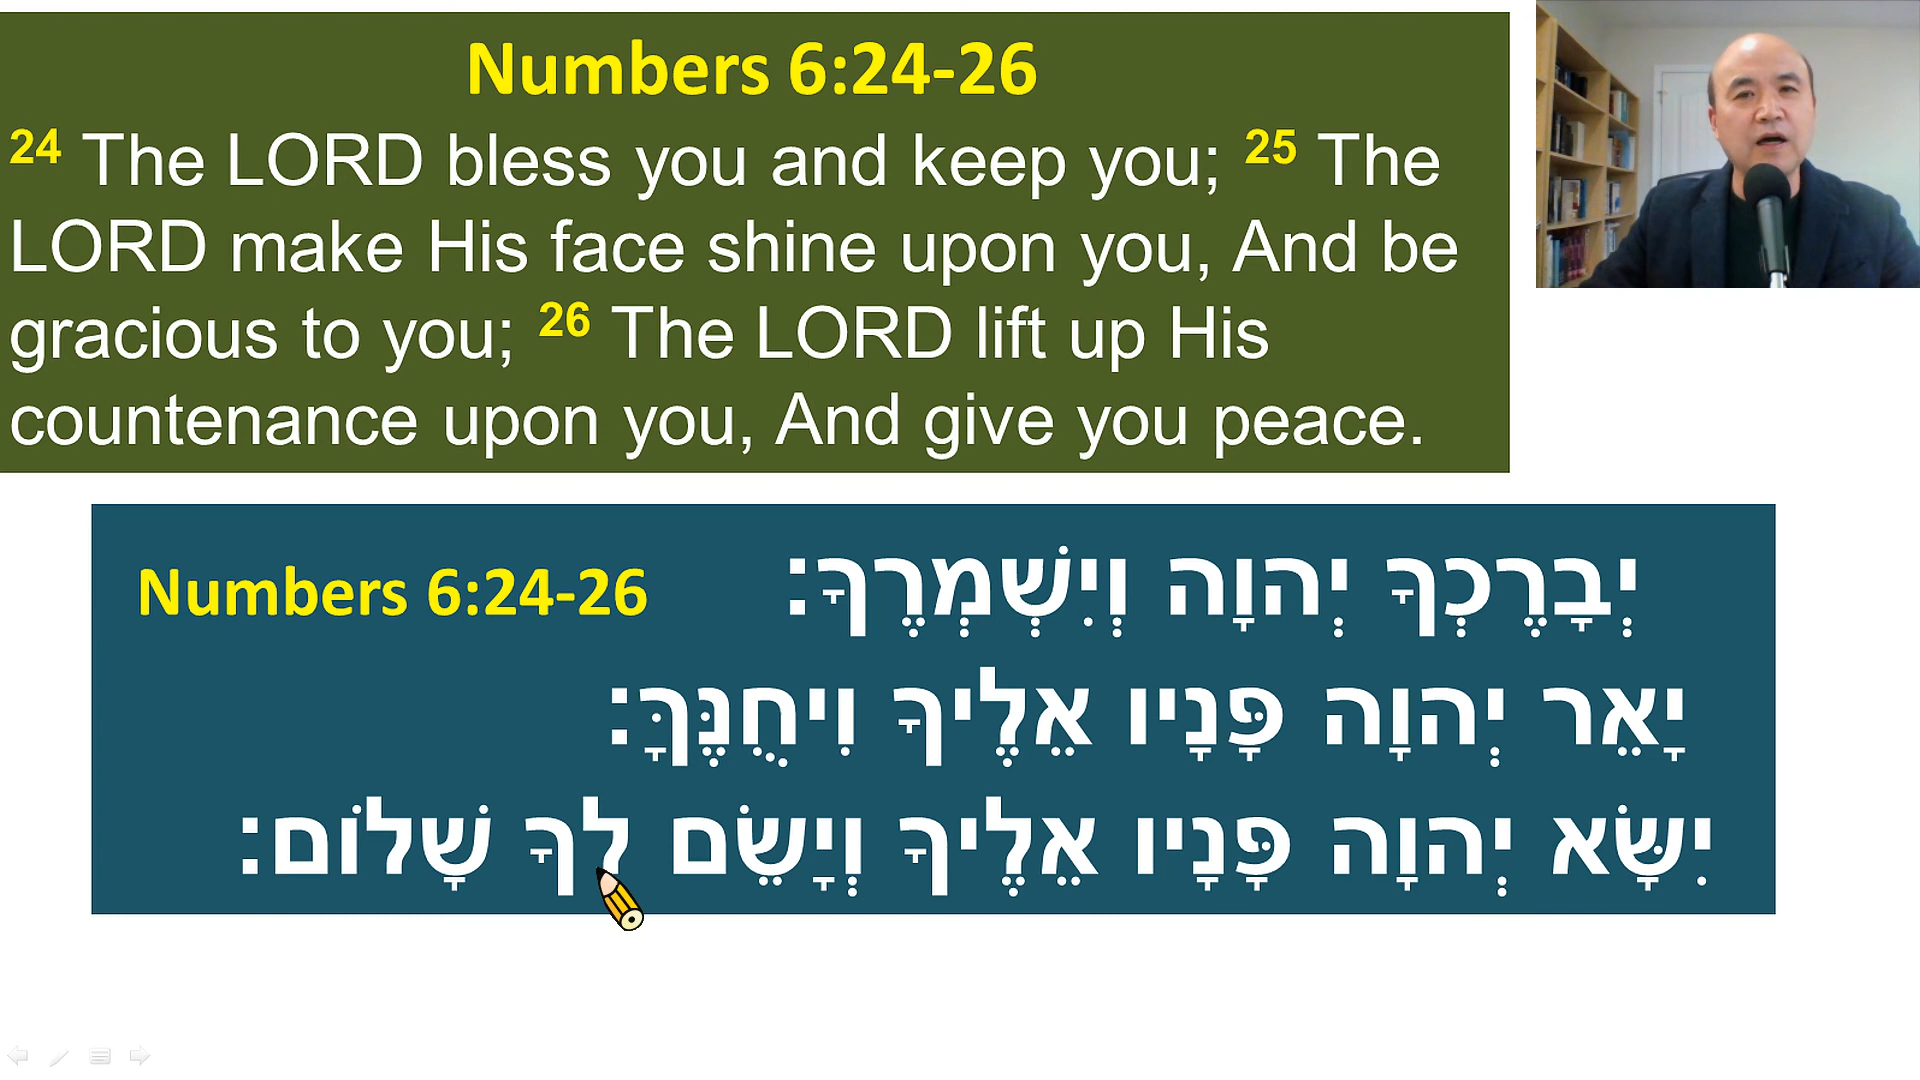 Numbers 6:24-26
24 The LORD bless you and keep you; 25 The
LORD make His face shine upon you, And be
gracious to you; 26 The LORD lift up His
countenance upon you, And give you peace.
Numbers 6:24-26
יְבָרֶכְךָ יְהוָה וְיִשְׁמְרֶךָ׃
יָאֵר יְהוָה פָּנָיו אֵלֶיךָ וִיחֻנֶּךָּ׃
יִשָּׂא יְהוָה פָּנָיו אֵלֶיךָ וְיָשֵׂם לְךָ שָׁלוֹם׃